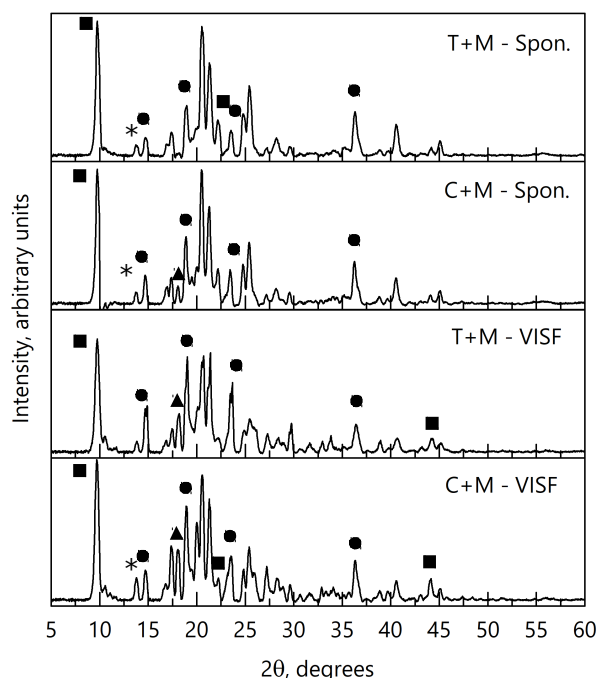 T+M - Spon.
C+M - Spon.
T+M - VISF
C+M - VISF
Intensity, arbitrary units
5 10 15 20 25 30 35 40 45 50 55 60
2θ, degrees